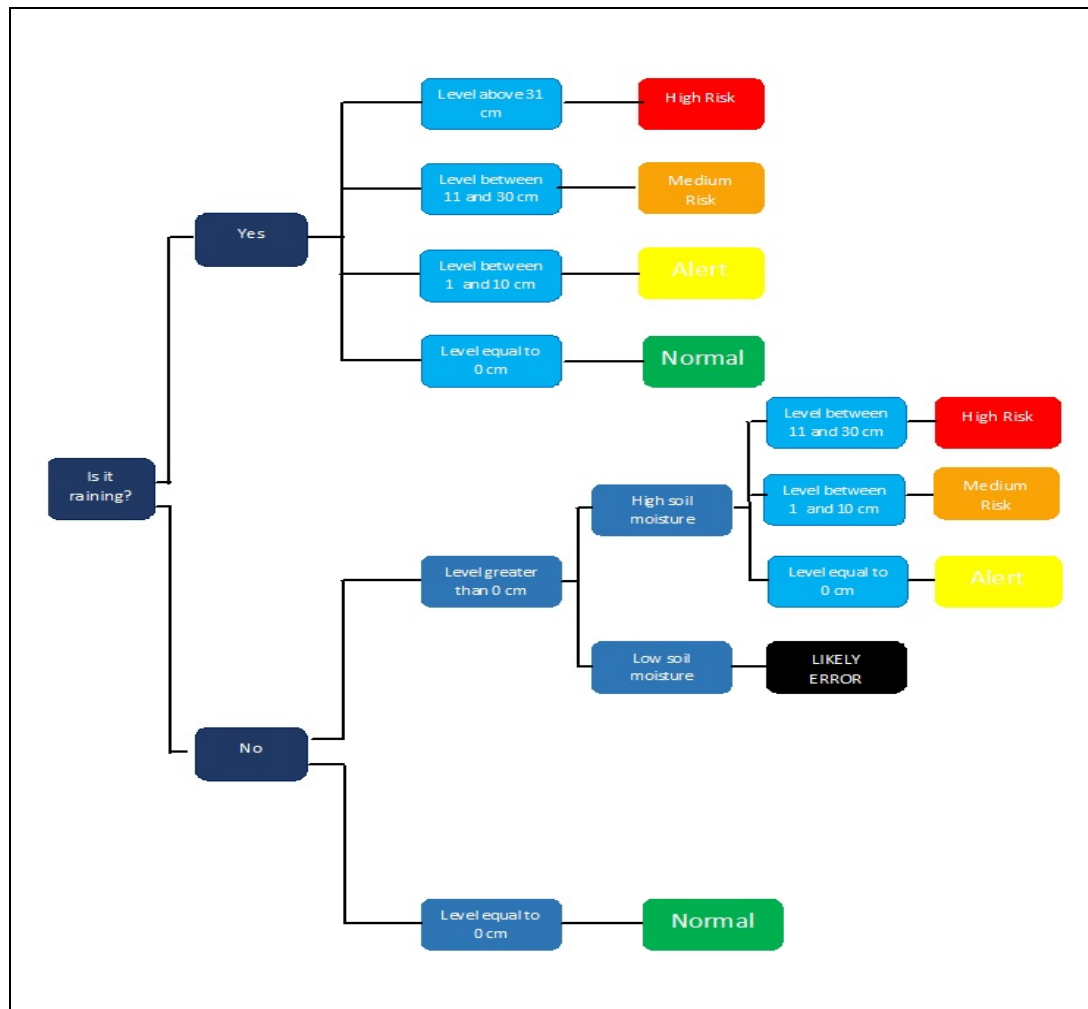 Is it
raining?
Yes
Level above 31
cm
High Risk
Level between
11 and 30 cm
Medium
Risk
Level between
1 and 10 cm
Alert
Level equal to
0 cm
Normal
No
Level greater
than 0 cm
High soil
moisture
Level between
11 and 30 cm
High Risk
Level between
1 and 10 cm
Medium
Risk
Level equal to
0 cm
Alert
Low soil
moisture
LIKELY
ERROR
Level equal to
0 cm
Normal